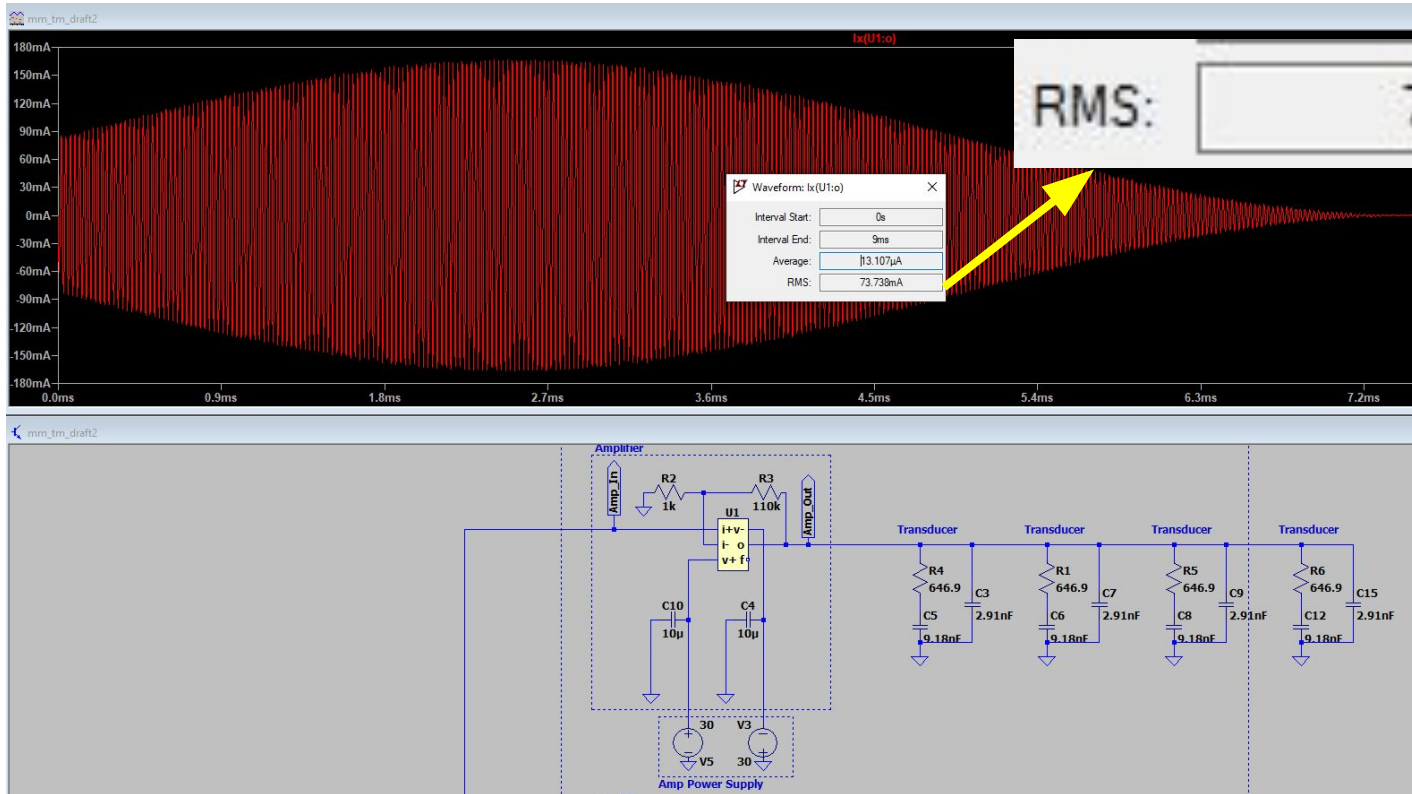 mm_tm_draft2
Ix(U1:o)
180mA
150mA
120mA
90mA
60mA
30mA
0mA
-30mA
-60mA
-90mA
-120mA
-150mA
-180mA
0.0ms 0.9ms 1.8ms 2.7ms 3.6ms 4.5ms 5.4ms 6.3ms 7.2ms
RMS:
Waveform: Ix(U1:o)
Interval Start: 0s
Interval End: 9ms
Average: 13.107µA
RMS: 73.738mA
mm_tm_draft2
Amplifier
Amp_In
R2
1k
R3
110k
Amp_Out
U1
i+ v-
i- o
v+ f
C10
10µ
C4
10µ
30
V5
V3
30
Amp Power Supply
Transducer
R4
646.9
C3
2.91nF
C5
9.18nF
Transducer
R1
646.9
C7
2.91nF
C6
9.18nF
Transducer
R5
646.9
C9
2.91nF
C8
9.18nF
Transducer
R6
646.9
C15
2.91nF
C12
9.18nF